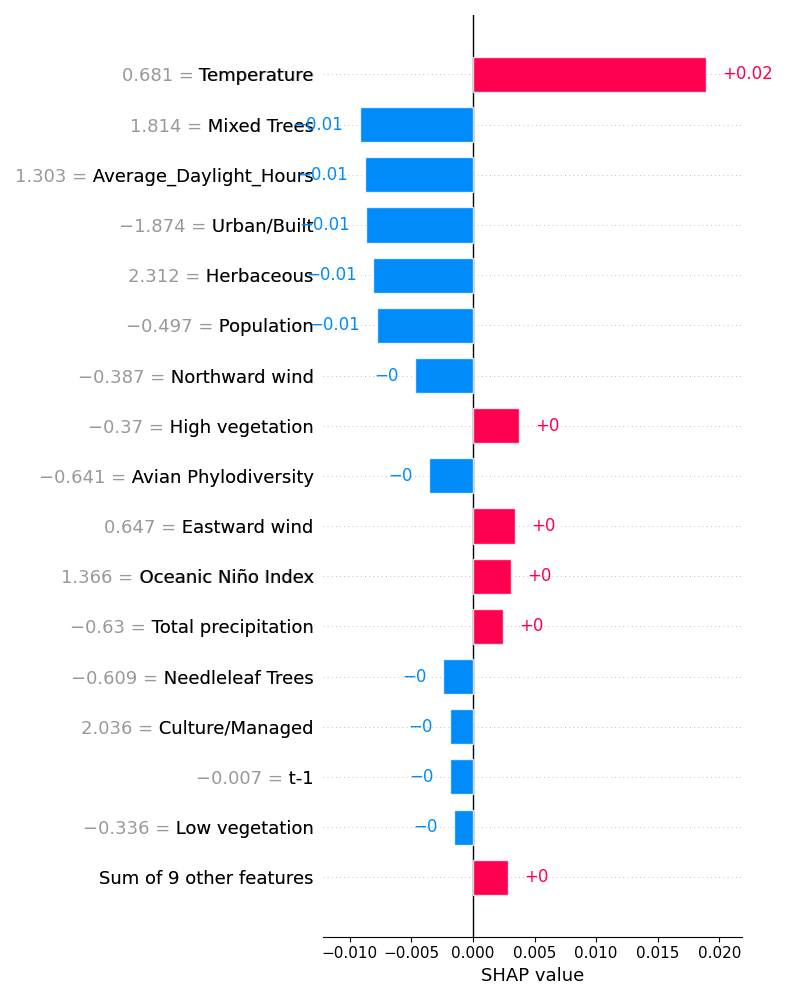 0.681 = Temperature +0.02
1.814 = Mixed Trees −0.01
1.303 = Average_Daylight_Hours −0.01
−1.874 = Urban/Built −0.01
2.312 = Herbaceous −0.01
−0.497 = Population −0.01
−0.387 = Northward wind −0
−0.37 = High vegetation +0
−0.641 = Avian Phylodiversity −0
0.647 = Eastward wind +0
1.366 = Oceanic Niño Index +0
−0.63 = Total precipitation +0
−0.609 = Needleleaf Trees −0
2.036 = Culture/Managed −0
−0.007 = t-1 −0
−0.336 = Low vegetation −0
Sum of 9 other features +0
−0.010 −0.005 0.000 0.005 0.010 0.015 0.020
SHAP value